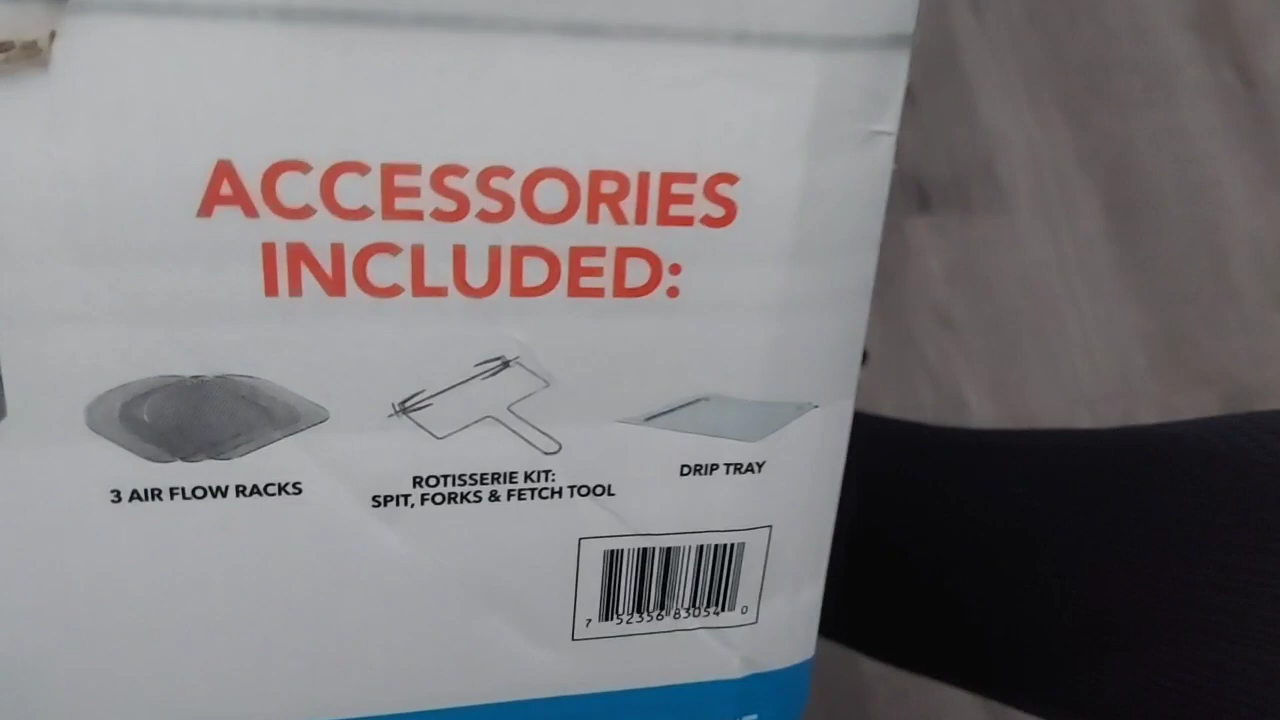 ACCESSORIES
INCLUDED:
3 AIR FLOW RACKS
ROTISSERIE KIT:
SPIT, FORKS & FETCH TOOL
DRIP TRAY
7 52356 83054 0